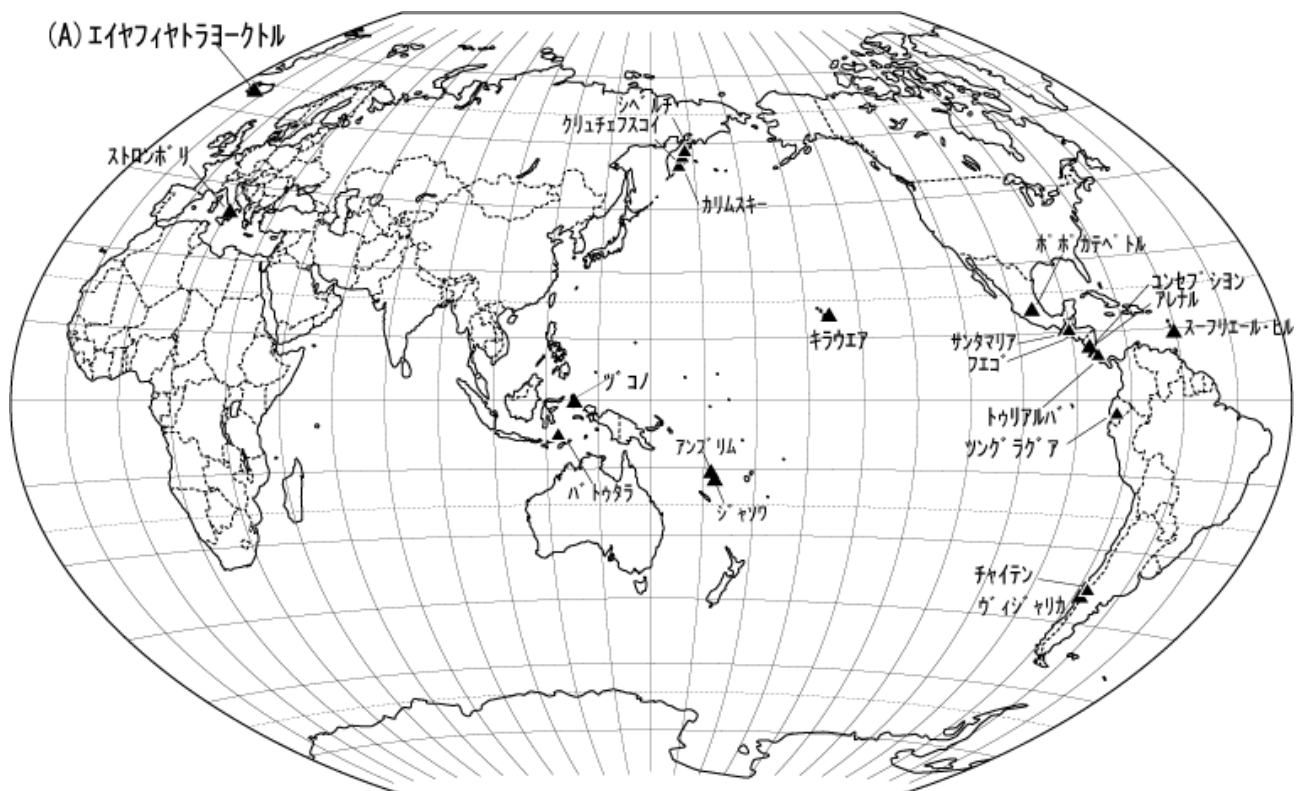 (A) エイヤフィヤトラヨークトル
シベルチ
クリュチェフスコイ
ストロンボリ
カリムスキー
ポポカテペトル
コンセプション
アレナル
スーフリエール・ヒル
キラウエア
サンタマリア
フエゴ
ヅコノ
トゥリアルバ
ツングラグア
アンブリム
バトゥタラ
ジャソワ
チャイテン
ヴィジャリカ